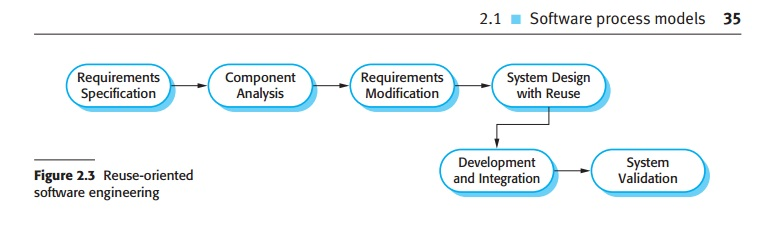 2.1 ■ Software process models 35
Requirements
Specification
Component
Analysis
Requirements
Modification
System Design
with Reuse
Development
and Integration
System
Validation
Figure 2.3 Reuse-oriented
software engineering